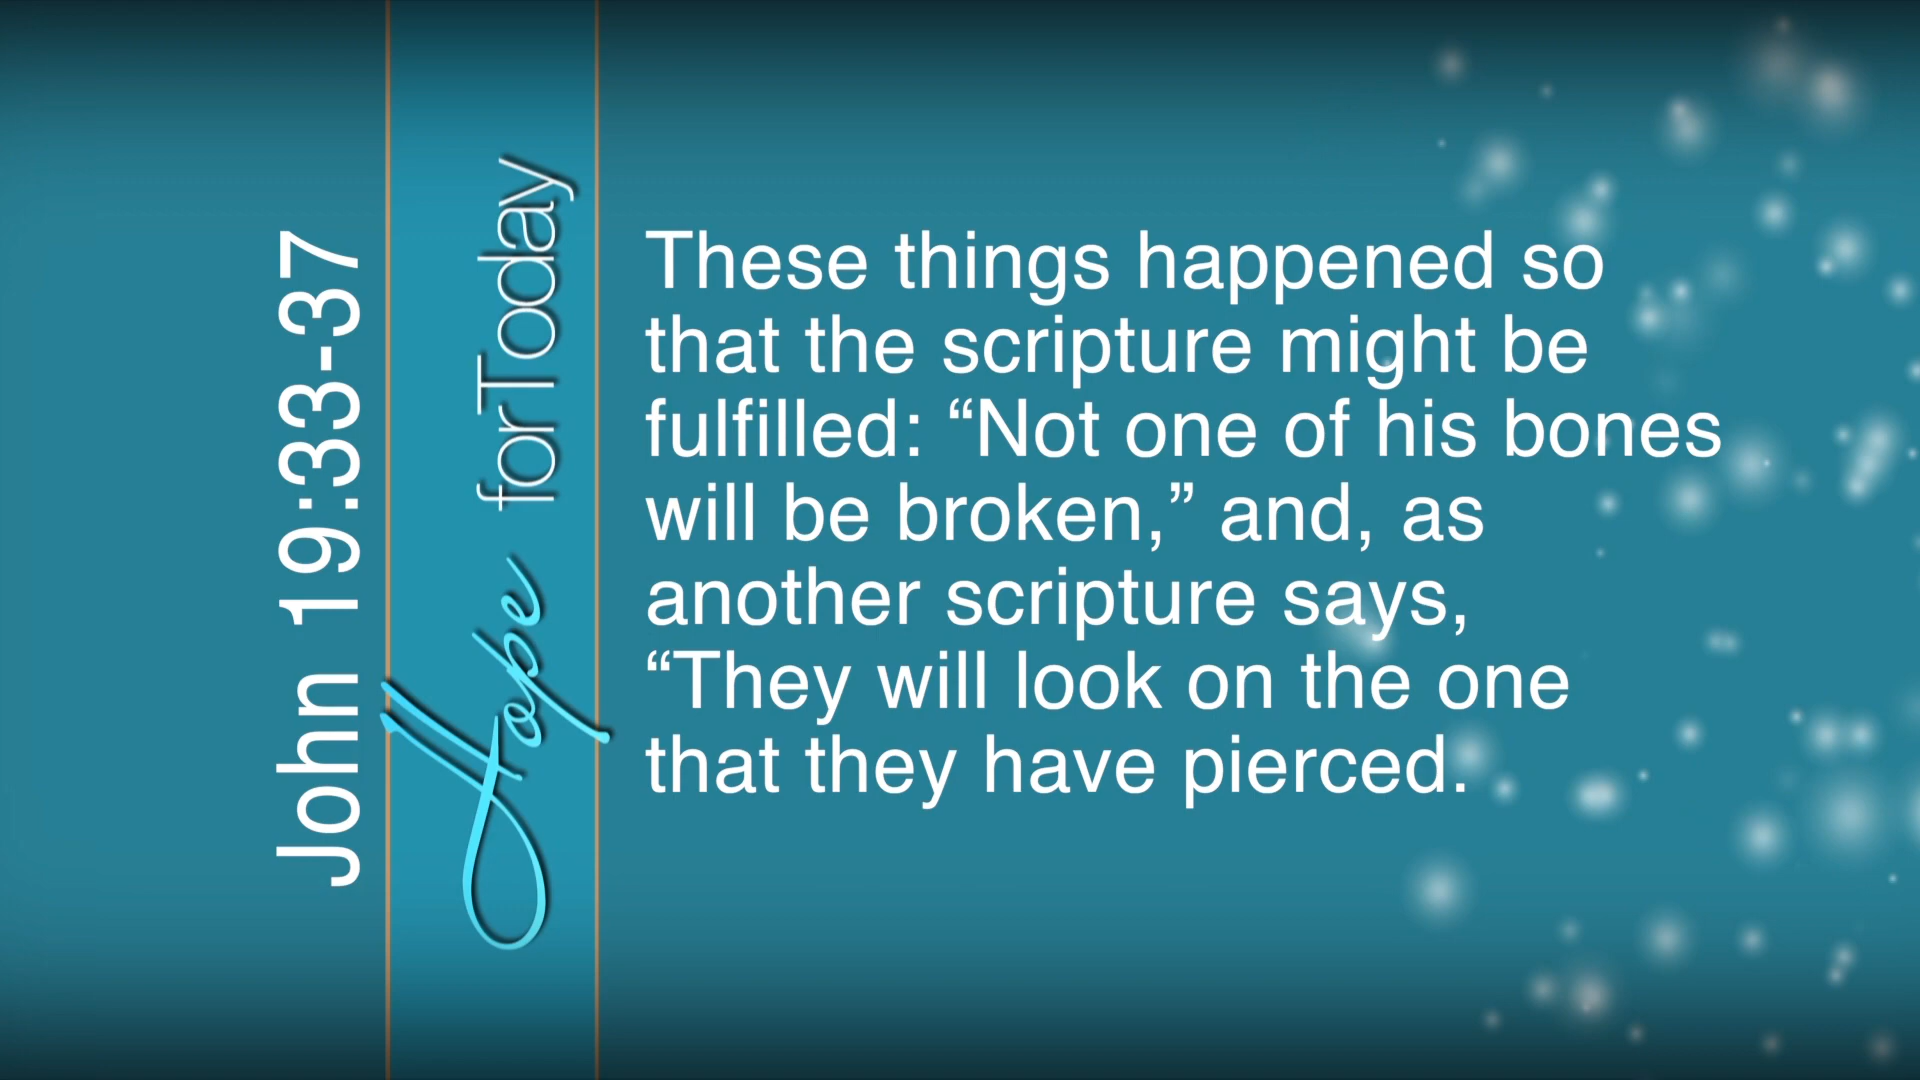 John 19:33-37
Hope for Today
These things happened so
that the scripture might be
fulfilled: “Not one of his bones
will be broken,” and, as
another scripture says,
“They will look on the one
that they have pierced.